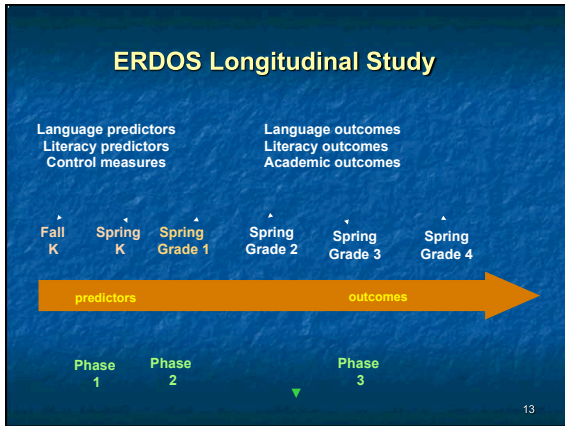 ERDOS Longitudinal Study
Language predictors
Literacy predictors
Control measures
Language outcomes
Literacy outcomes
Academic outcomes
Fall
K
Spring
K
Spring
Grade 1
Spring
Grade 2
Spring
Grade 3
Spring
Grade 4
predictors
outcomes
Phase
1
Phase
2
Phase
3
13